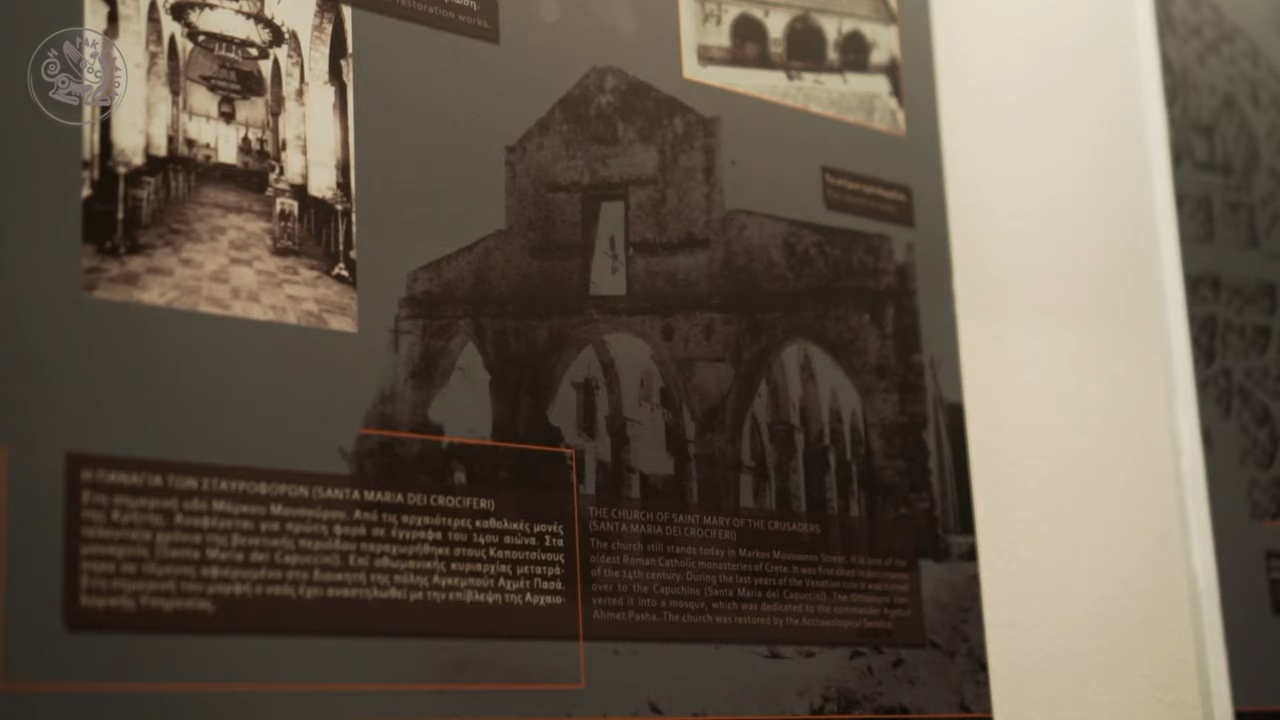 restoration works.
Η ΠΑΝΑΓΙΑ ΤΩΝ ΣΤΑΥΡΟΦΟΡΩΝ (SANTA MARIA DEI CROCIFERI)
Στη σημερινή οδό Μάρκου Μουσούρου. Από τις αρχαιότερες καθολικές μονές
της Κρήτης. Αναφέρεται για πρώτη φορά σε έγγραφα του 14ου αιώνα. Στα
τελευταία χρόνια της βενετικής περιόδου παραχωρήθηκε στους Καπουτσίνους
μοναχούς (Santa Maria dei Capuccini). Επί οθωμανικής κυριαρχίας μετατρά-
πηκε σε τέμενος αφιερωμένο στο διοικητή της πόλης Αγκεμπούτ Αχμέτ Πασά.
Στη σημερινή του μορφή ο ναός έχει αναστηλωθεί με την επίβλεψη της Αρχαιο-
λογικής Υπηρεσίας.
THE CHURCH OF SAINT MARY OF THE CRUSADERS
(SANTA MARIA DEI CROCIFERI)
The church still stands today in Markos Mousouros Street. It is one of the
oldest Roman Catholic monasteries of Crete. It was first cited in documents
of the 14th century. During the last years of the Venetian rule it was turned
over to the Capuchins (Santa Maria dei Capuccini). The Ottomans con-
verted it into a mosque, which was dedicated to the commander
Ahmet Pasha. The church was restored by the Archaeological Service.